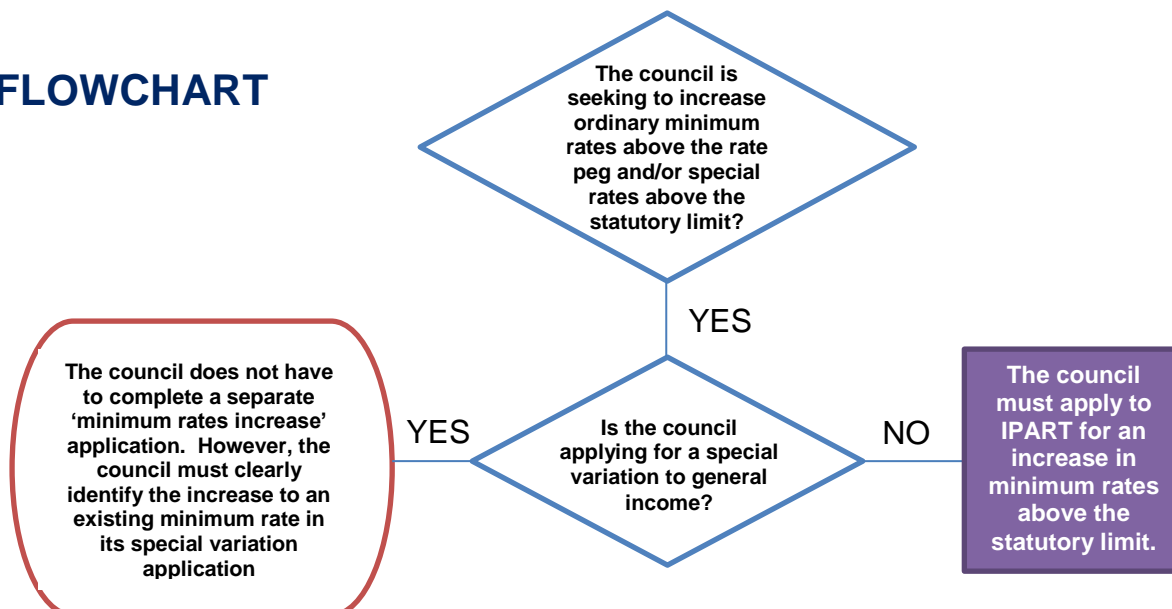 FLOWCHART
The council is
seeking to increase
ordinary minimum
rates above the rate
peg and/or special
rates above the
statutory limit?
YES
The council does not have
to complete a separate
‘minimum rates increase’
application.  However, the
council must clearly
identify the increase to an
existing minimum rate in
its special variation
application
YES
Is the council
applying for a special
variation to general
income?
NO
The council
must apply to
IPART for an
increase in
minimum rates
above the
statutory limit.